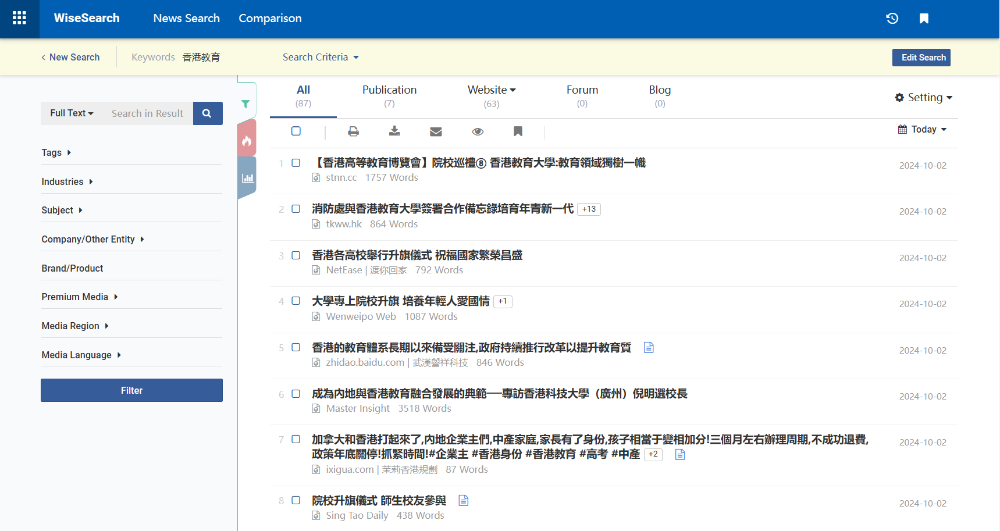 WiseSearch News Search Comparison
New Search Keywords 香港教育 Search Criteria Edit Search
Full Text Search in Result
Tags
Industries
Subject
Company/Other Entity
Brand/Product
Premium Media
Media Region
Media Language
Filter
All Publication Website Forum Blog
(87) (7) (63) (0) (0)
Setting
Today
1 【香港高等教育博覽會】院校巡禮⑧ 香港教育大學:教育領域獨樹一幟 2024-10-02
stnn.cc 1757 Words
2 消防處與香港教育大學簽署合作備忘錄培育年青新一代 +13 2024-10-02
tkww.hk 864 Words
3 香港各高校舉行升旗儀式 祝福國家繁榮昌盛 2024-10-02
NetEase | 渡你回家 792 Words
4 大學專上院校升旗 培養年輕人愛國情 +1 2024-10-02
Wenweipo Web 1087 Words
5 香港的教育體系長期以來備受關注,政府持續推行改革以提升教育質 2024-10-02
zhidao.baidu.com | 武漢譽祥科技 846 Words
6 成為內地與香港教育融合發展的典範──專訪香港科技大學（廣州）倪明選校長 2024-10-02
Master Insight 3518 Words
7 加拿大和香港打起來了,內地企業主們,中產家庭,家長有了身份,孩子相當于變相加分!三個月左右辦理周期,不成功退費, 2024-10-02
政策年底關停!抓緊時間!#企業主 #香港身份 #香港教育 #高考 #中產 +2
ixigua.com | 茉莉香港規劃 87 Words
8 院校升旗儀式 師生校友參與 2024-10-02
Sing Tao Daily 438 Words